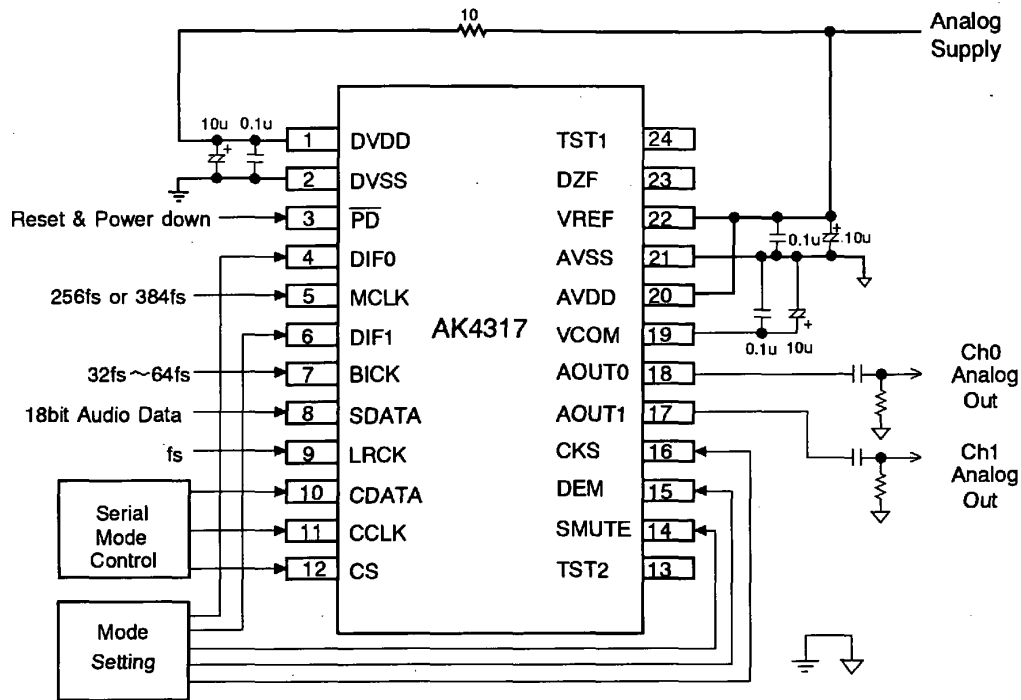 10
Analog
Supply
10u 0.1u
1 DVDD
2 DVSS
Reset & Power down 3 PD
4 DIF0
256fs or 384fs 5 MCLK
6 DIF1
32fs～64fs 7 BICK
18bit Audio Data 8 SDATA
fs 9 LRCK
10 CDATA
11 CCLK
12 CS
Serial
Mode
Control
Mode
Setting
AK4317
TST1 24
DZF 23
VREF 22
0.1u 10u
AVSS 21
AVDD 20
VCOM 19
0.1u 10u
AOUT0 18
Ch0
Analog
Out
AOUT1 17
CKS 16
Ch1
Analog
Out
DEM 15
SMUTE 14
TST2 13